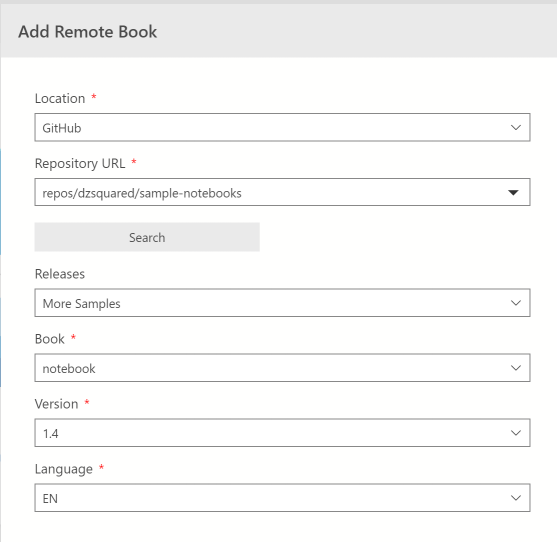 Add Remote Book
Location *
GitHub
Repository URL *
repos/dzsquared/sample-notebooks
Search
Releases
More Samples
Book *
notebook
Version *
1.4
Language *
EN